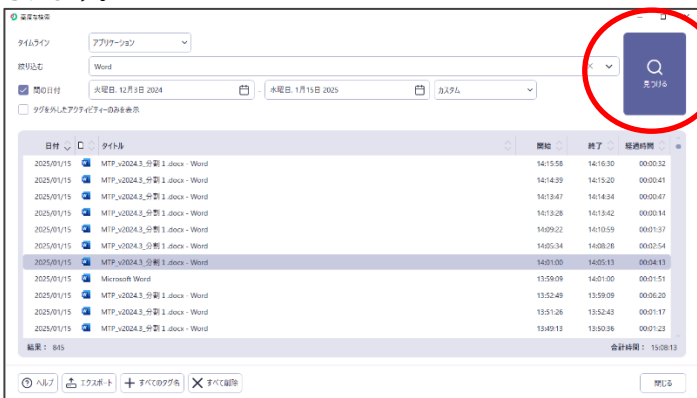 高度な検索
タイムライン アプリケーション
絞り込む Word
見つける
間の日付 火曜日, 12月3日 2024 - 水曜日, 1月15日 2025 カスタム
タグを外したアクティビティーのみを表示
日付 タイトル 開始 終了 経過時間
2025/01/15 MTP_v2024.3_分割 1 .docx - Word 14:15:58 14:16:30 00:00:32
2025/01/15 MTP_v2024.3_分割 1 .docx - Word 14:14:39 14:15:20 00:00:41
2025/01/15 MTP_v2024.3_分割 1 .docx - Word 14:13:47 14:14:34 00:00:47
2025/01/15 MTP_v2024.3_分割 1 .docx - Word 14:13:28 14:13:42 00:00:14
2025/01/15 MTP_v2024.3_分割 1 .docx - Word 14:09:22 14:10:59 00:01:37
2025/01/15 MTP_v2024.3_分割 1 .docx - Word 14:05:34 14:08:28 00:02:54
2025/01/15 MTP_v2024.3_分割 1 .docx - Word 14:01:00 14:05:13 00:04:13
2025/01/15 Microsoft Word 13:59:09 14:01:00 00:01:51
2025/01/15 MTP_v2024.3_分割 1 .docx - Word 13:52:49 13:59:09 00:06:20
2025/01/15 MTP_v2024.3_分割 1 .docx - Word 13:51:26 13:52:43 00:01:17
2025/01/15 MTP_v2024.3_分割 1 .docx - Word 13:49:13 13:50:36 00:01:23
結果： 845 合計時間： 15:08:13
ヘルプ エクスポート すべてのタグ名 すべて削除 閉じる